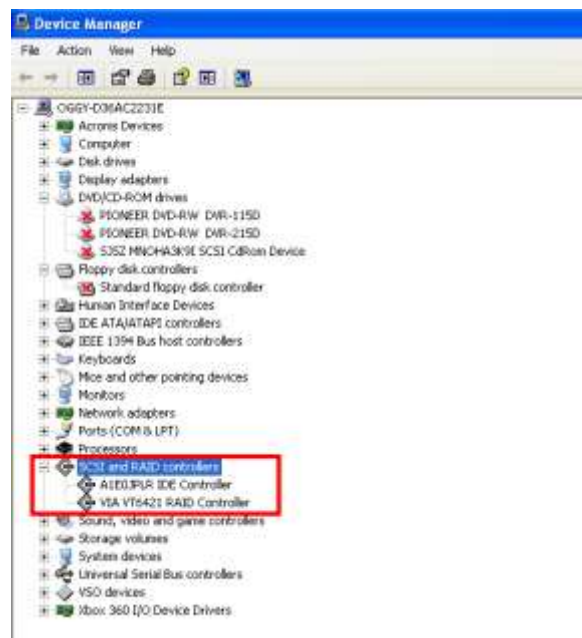 Device Manager
File Action View Help
OGGY-D36AC2231E
Acronis Devices
Computer
Disk drives
Display adapters
DVD/CD-ROM drives
PIONEER DVD-RW DVR-115D
PIONEER DVD-RW DVR-215D
SCSI CdRom Device
Floppy disk controllers
Standard floppy disk controller
Human Interface Devices
IDE ATA/ATAPI controllers
IEEE 1394 Bus host controllers
Keyboards
Mice and other pointing devices
Monitors
Network adapters
Ports (COM & LPT)
Processors
SCSI and RAID controllers
IDE Controller
VIA VT6421 RAID Controller
Sound, video and game controllers
Storage volumes
System devices
Universal Serial Bus controllers
VSO devices
Xbox 360 I/O Device Drivers